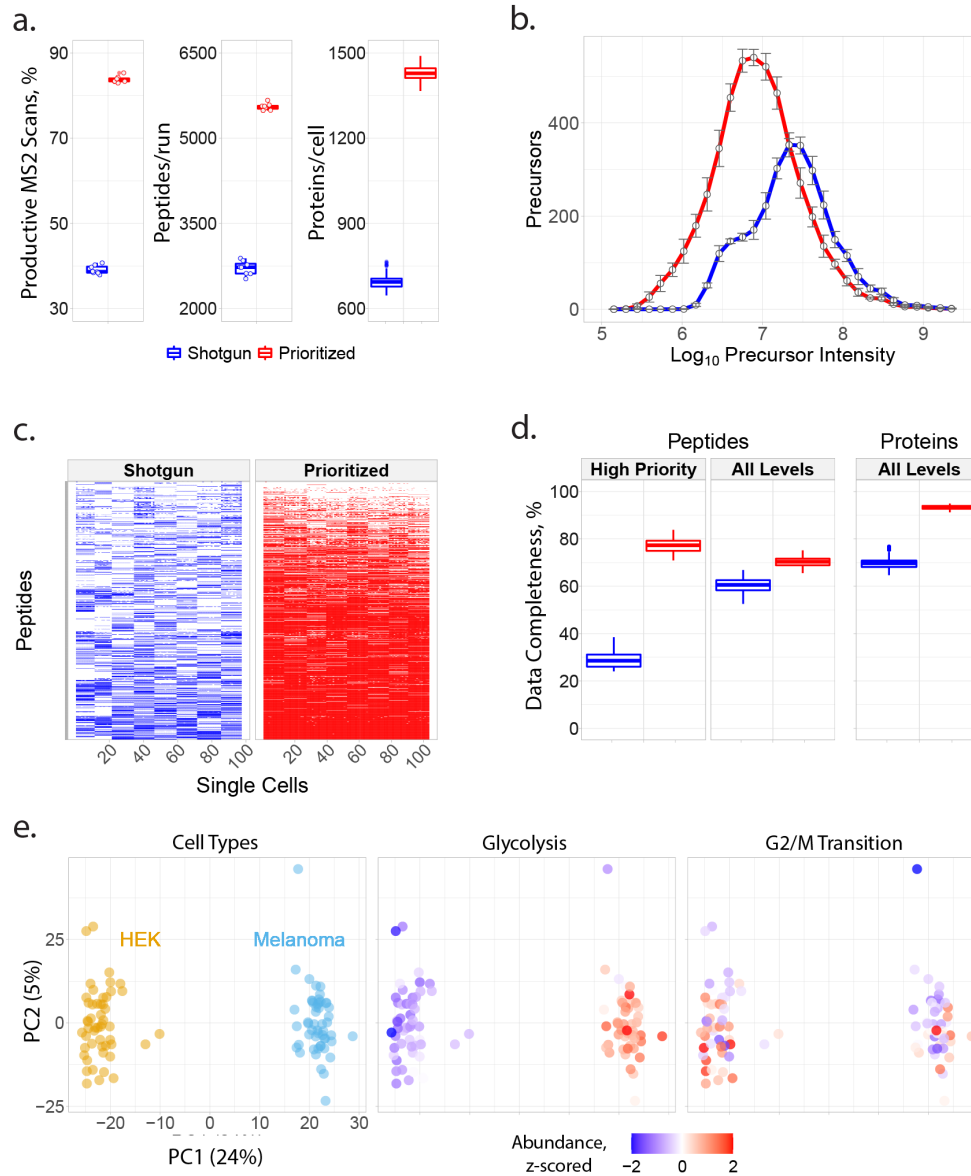 a.
Productive MS2 Scans, %
90
70
50
30
Peptides/run
6500
5000
3500
2000
Proteins/cell
1500
1200
900
600
Shotgun Prioritized
b.
Precursors
400
200
0
5 6 7 8 9
Log10 Precursor Intensity
c.
Shotgun Prioritized
Peptides
20 40 60 80 100 20 40 60 80 100
Single Cells
d.
Peptides Proteins
High Priority All Levels All Levels
Data Completeness, %
100
80
60
40
20
0
e.
Cell Types Glycolysis G2/M Transition
HEK Melanoma
PC2 (5%)
25
0
−25
−20 −10 0 10 20 30
PC1 (24%)
Abundance,
z-scored
−2 0 2